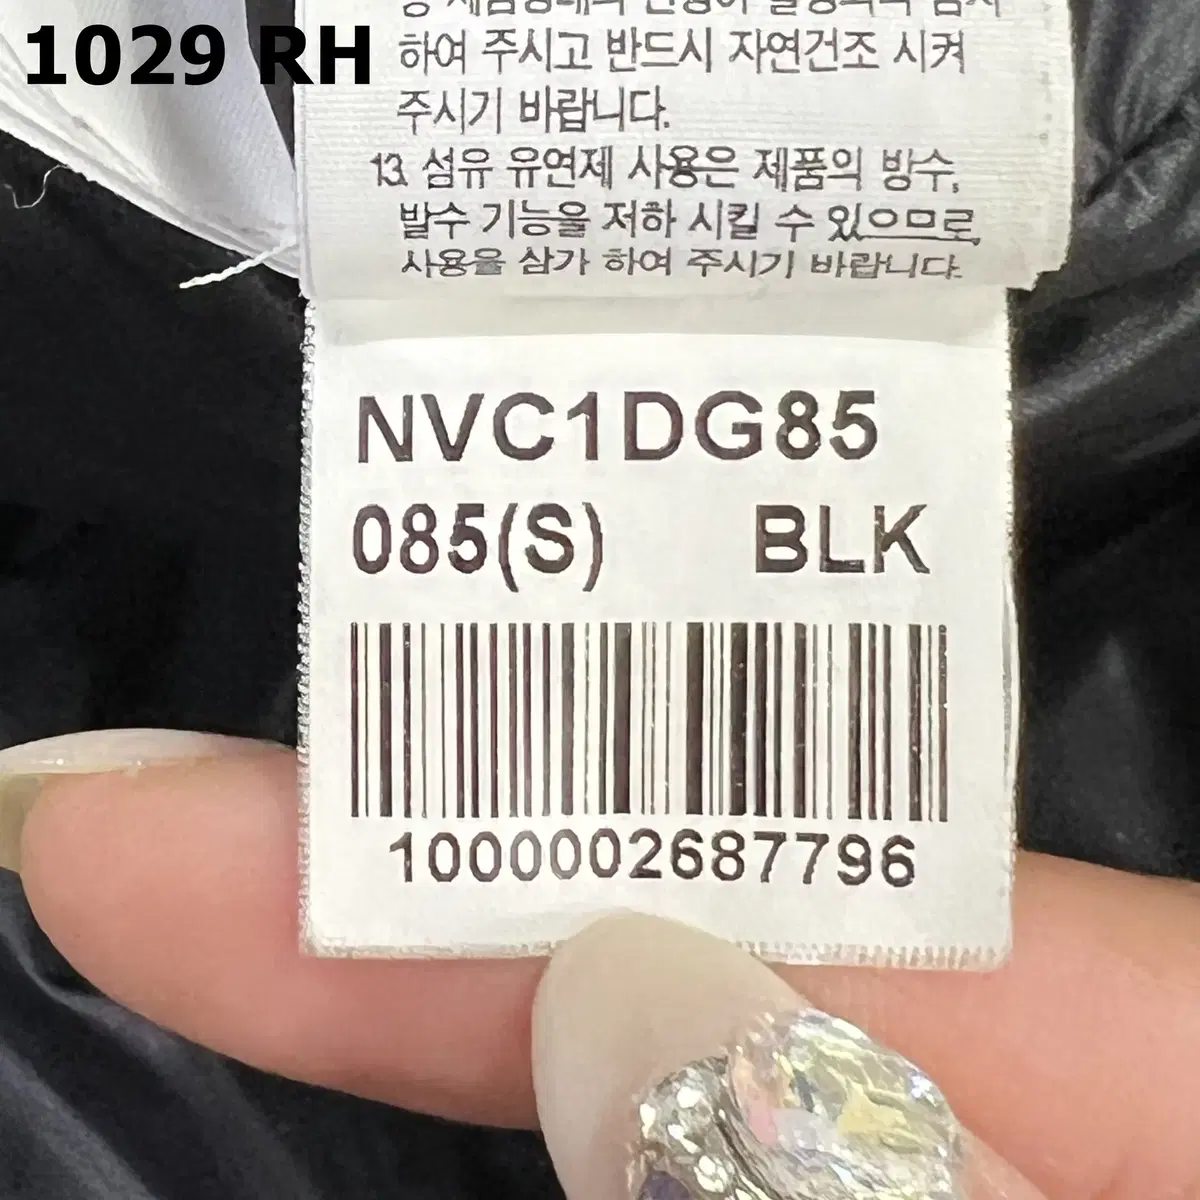 1029 RH
하여 주시고 반드시 자연건조 시켜
주시기 바랍니다.
13. 섬유 유연제 사용은 제품의 방수,
발수 기능을 저하 시킬 수 있으므로,
사용을 삼가 하여 주시기 바랍니다.
NVC1DG85
085(S) BLK
1000002687796